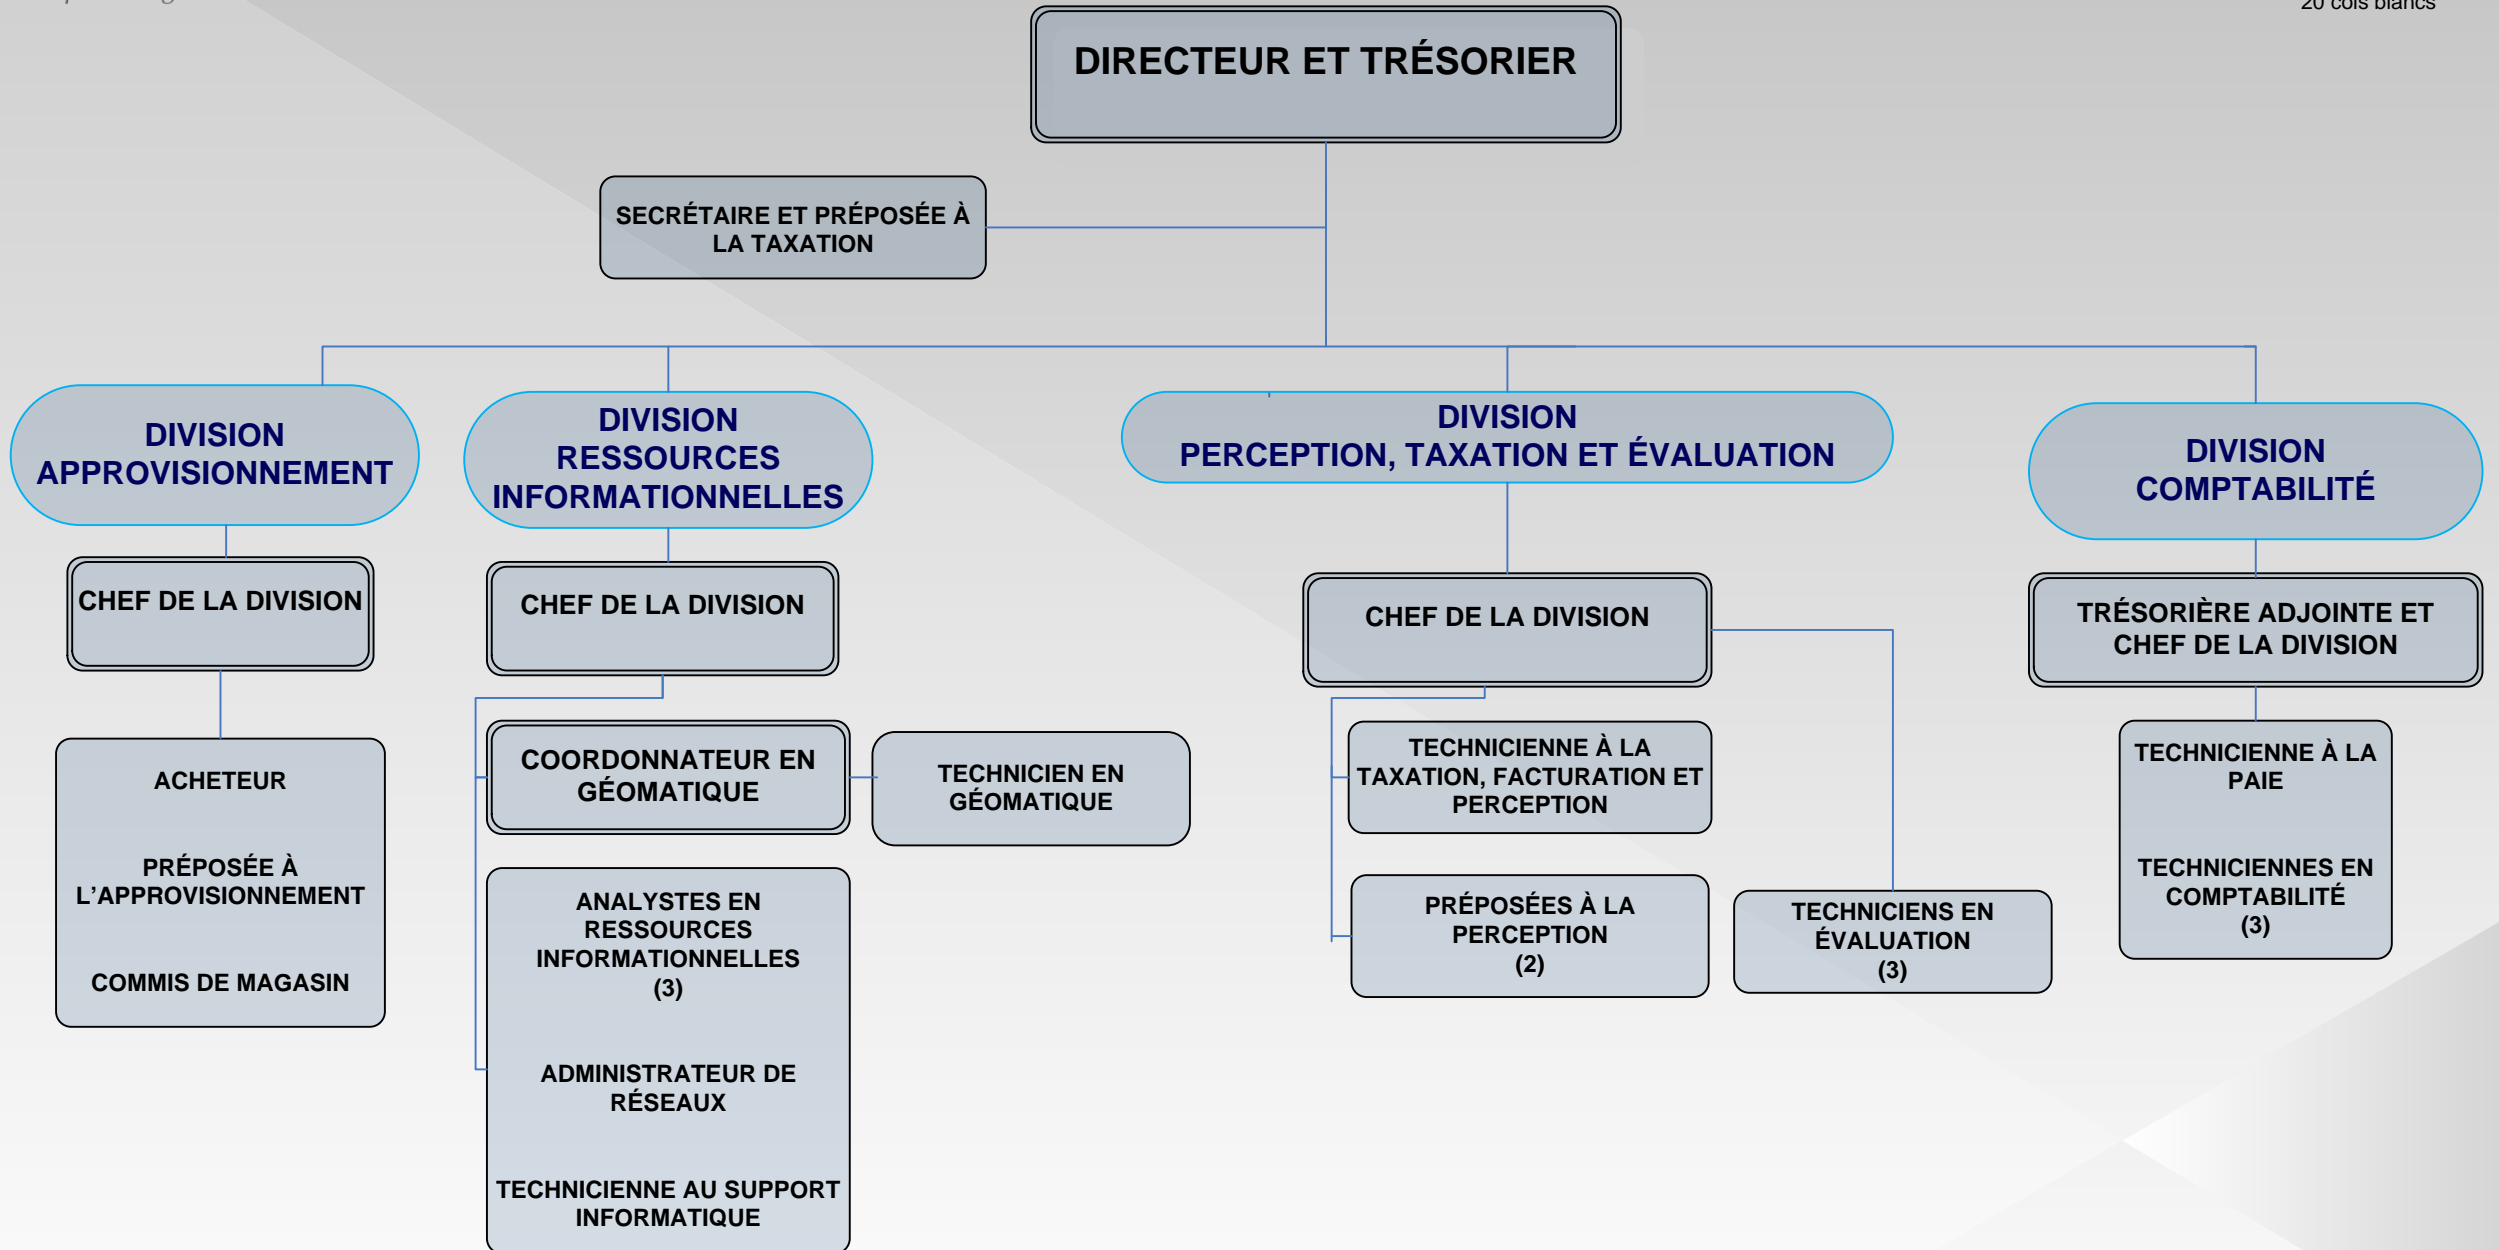 20 cols blancs
DIRECTEUR ET TRÉSORIER
SECRÉTAIRE ET PRÉPOSÉE À
LA TAXATION
DIVISION
APPROVISIONNEMENT
DIVISION
RESSOURCES
INFORMATIONNELLES
DIVISION
PERCEPTION, TAXATION ET ÉVALUATION
DIVISION
COMPTABILITÉ
CHEF DE LA DIVISION
CHEF DE LA DIVISION
CHEF DE LA DIVISION
TRÉSORIÈRE ADJOINTE ET
CHEF DE LA DIVISION
ACHETEUR
PRÉPOSÉE À
L’APPROVISIONNEMENT
COMMIS DE MAGASIN
COORDONNATEUR EN
GÉOMATIQUE
TECHNICIEN EN
GÉOMATIQUE
ANALYSTES EN
RESSOURCES
INFORMATIONNELLES
(3)
ADMINISTRATEUR DE
RÉSEAUX
TECHNICIENNE AU SUPPORT
INFORMATIQUE
TECHNICIENNE À LA
TAXATION, FACTURATION ET
PERCEPTION
PRÉPOSÉES À LA
PERCEPTION
(2)
TECHNICIENS EN
ÉVALUATION
(3)
TECHNICIENNE À LA
PAIE
TECHNICIENNES EN
COMPTABILITÉ
(3)